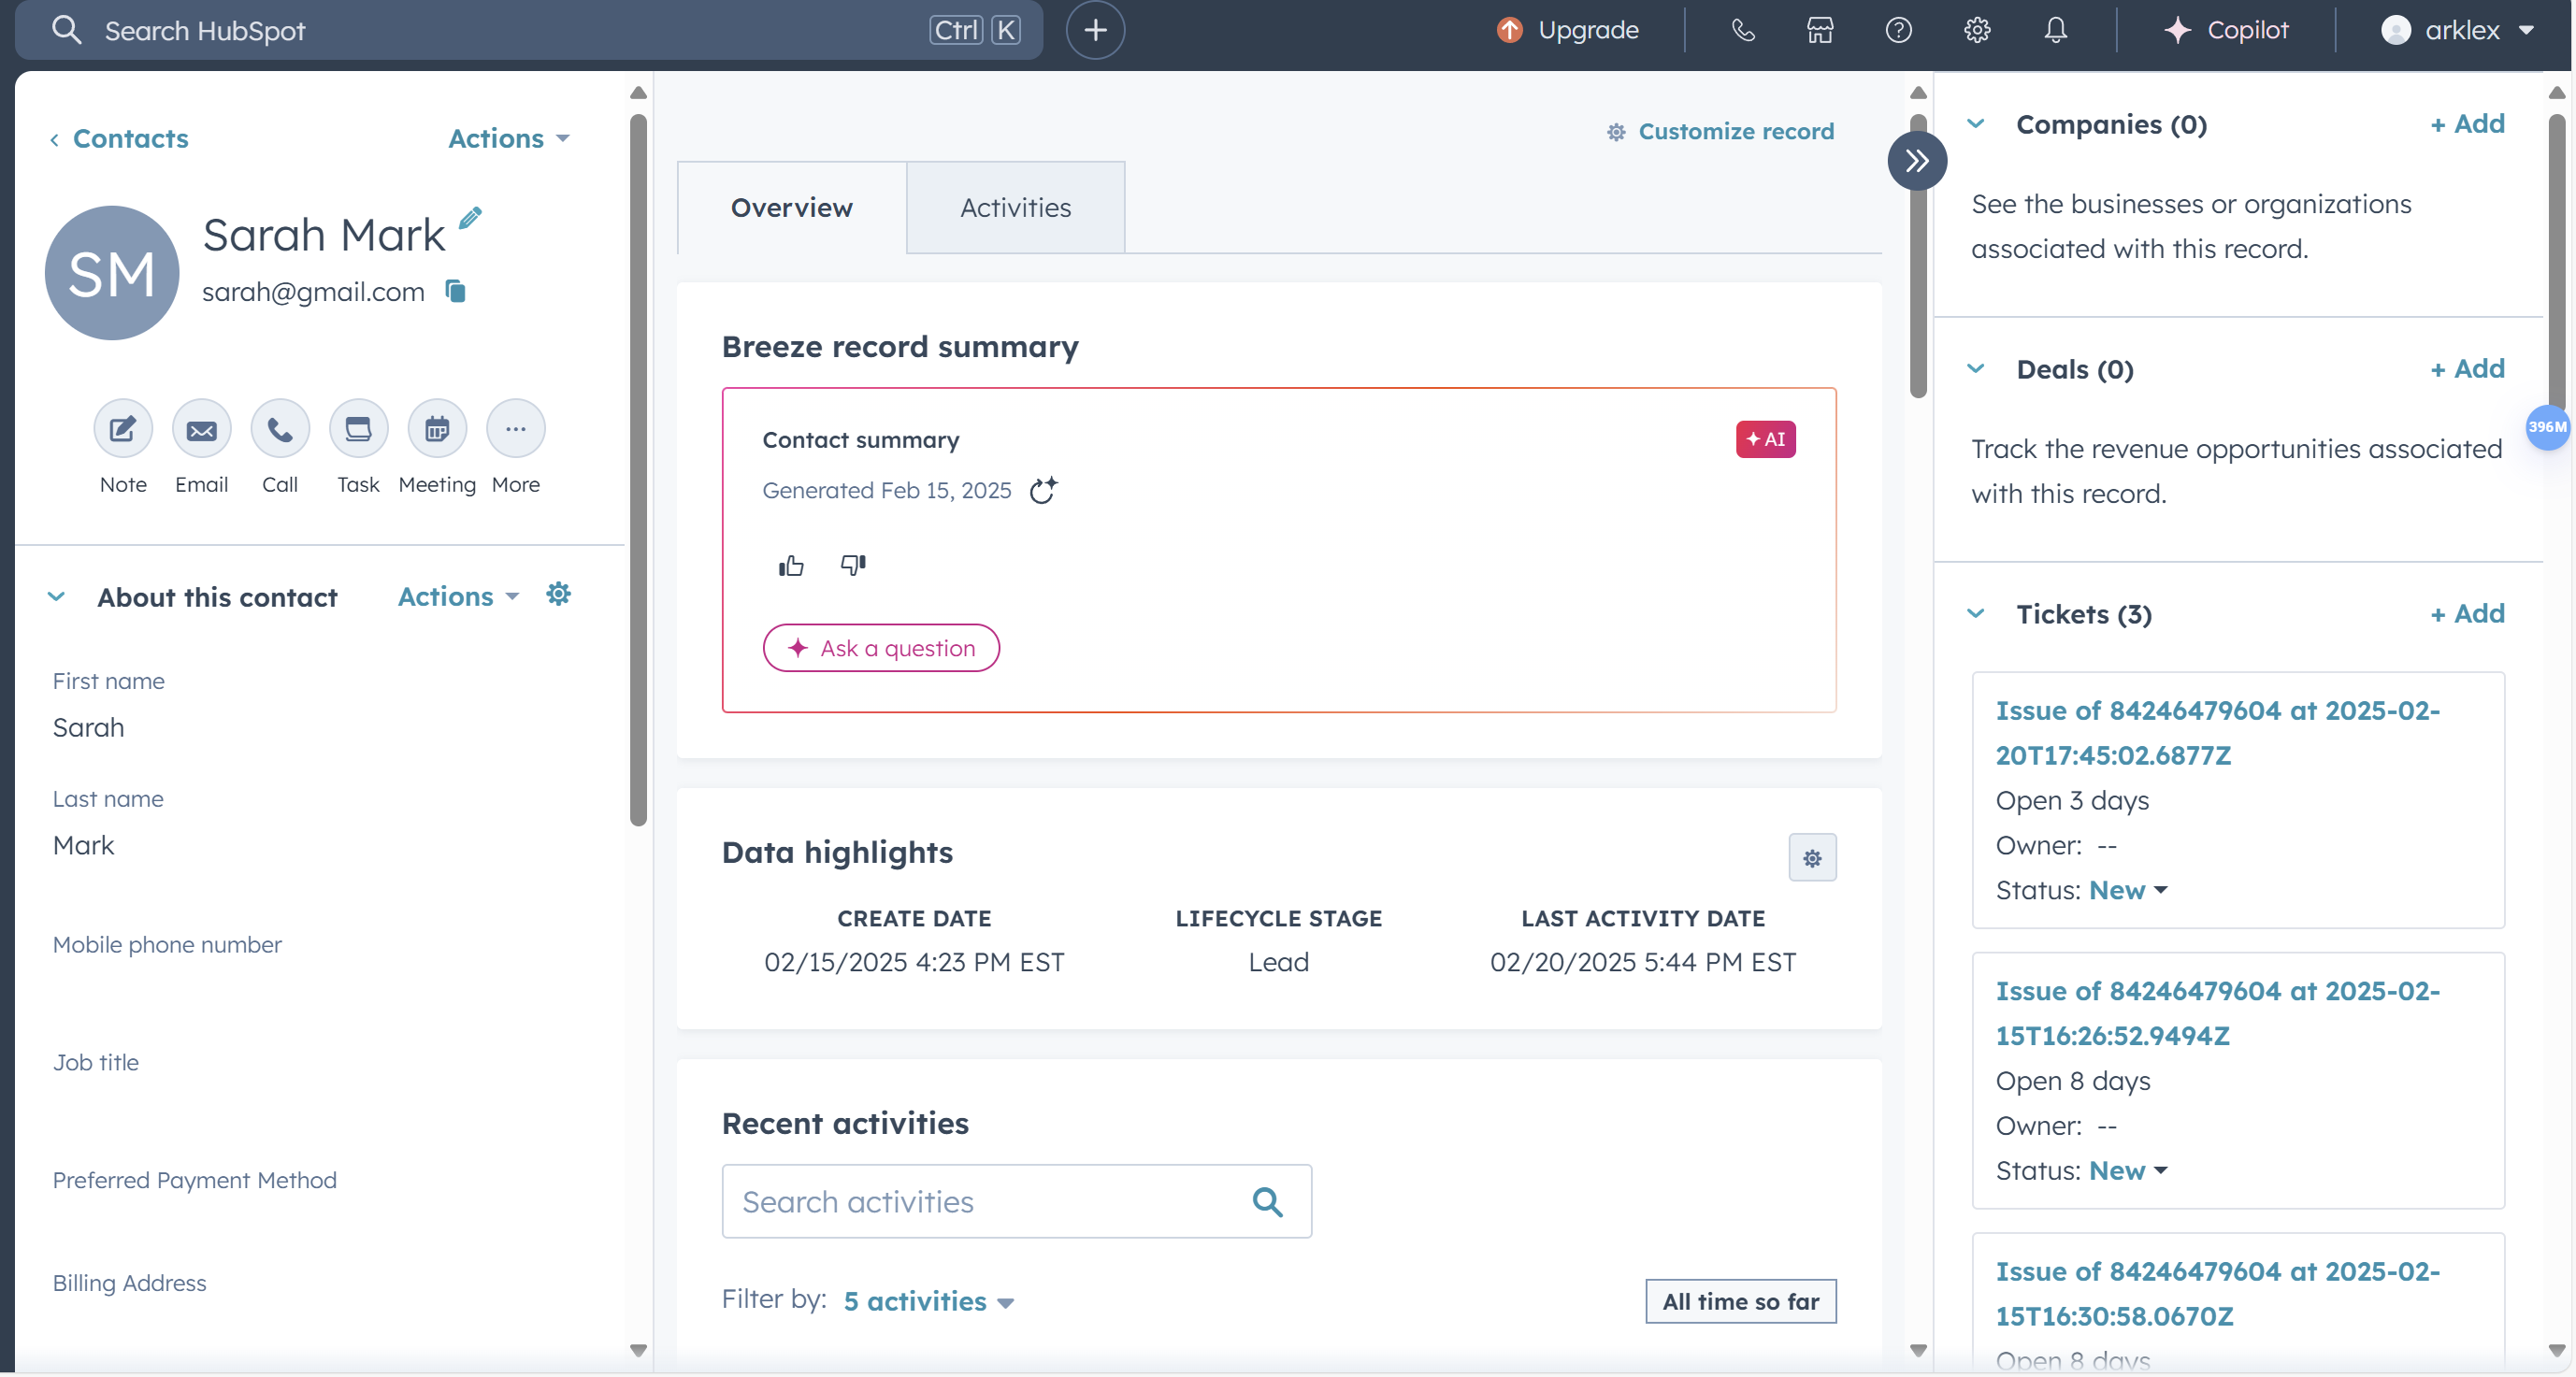 Search HubSpot
Ctrl K
Upgrade
Copilot
arklex
Contacts
Actions
SM
Sarah Mark
sarah@gmail.com
Note Email Call Task Meeting More
About this contact
Actions
First name
Sarah
Last name
Mark
Mobile phone number
Job title
Preferred Payment Method
Billing Address
Customize record
Overview
Activities
Breeze record summary
Contact summary
AI
Generated Feb 15, 2025
Ask a question
Data highlights
CREATE DATE
02/15/2025 4:23 PM EST
LIFECYCLE STAGE
Lead
LAST ACTIVITY DATE
02/20/2025 5:44 PM EST
Recent activities
Search activities
Filter by: 5 activities
All time so far
Companies (0)
+ Add
See the businesses or organizations
associated with this record.
Deals (0)
+ Add
396M
Track the revenue opportunities associated
with this record.
Tickets (3)
+ Add
Issue of 84246479604 at 2025-02-
20T17:45:02.6877Z
Open 3 days
Owner: --
Status: New
Issue of 84246479604 at 2025-02-
15T16:26:52.9494Z
Open 8 days
Owner: --
Status: New
Issue of 84246479604 at 2025-02-
15T16:30:58.0670Z
Open 8 days